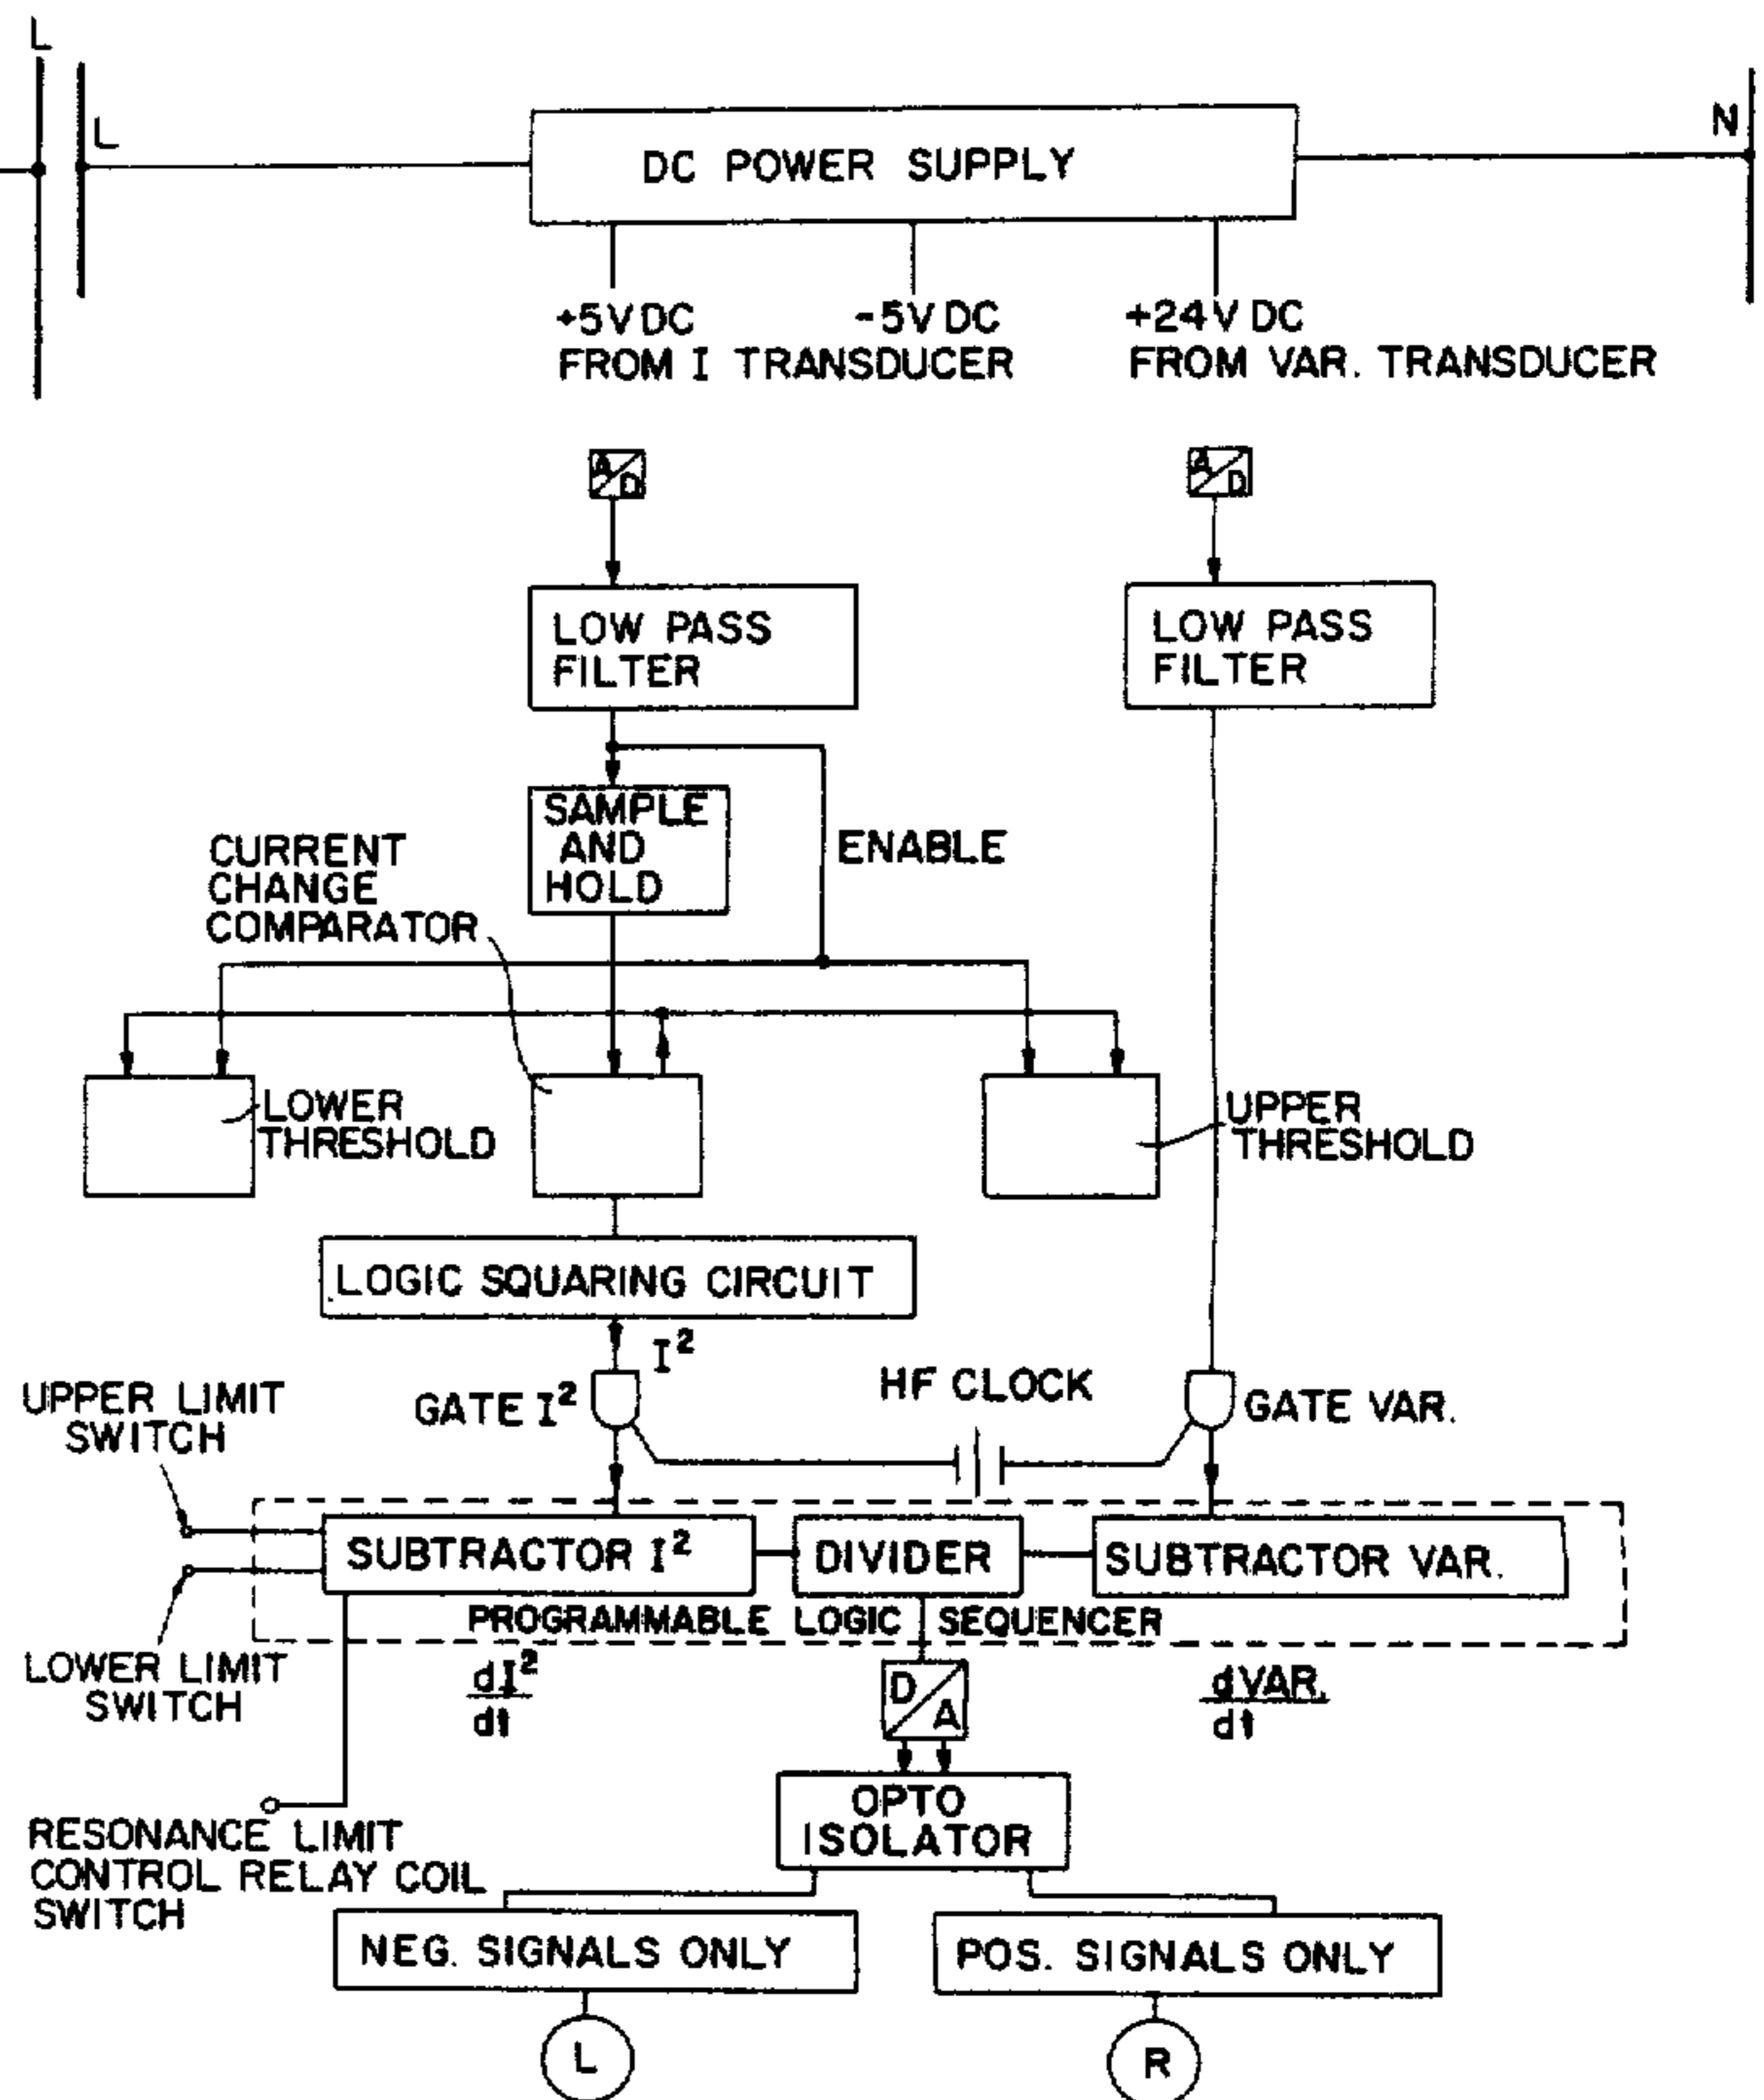 L
L
N
DC POWER SUPPLY
+5V DC
-5V DC
+24V DC
FROM I TRANSDUCER
FROM VAR. TRANSDUCER
A/D
A/D
LOW PASS
FILTER
LOW PASS
FILTER
SAMPLE
AND
HOLD
ENABLE
CURRENT
CHANGE
COMPARATOR
LOWER
THRESHOLD
UPPER
THRESHOLD
LOGIC SQUARING CIRCUIT
I²
GATE I²
HF CLOCK
GATE VAR.
UPPER LIMIT
SWITCH
SUBTRACTOR I²
DIVIDER
SUBTRACTOR VAR.
PROGRAMMABLE LOGIC SEQUENCER
LOWER LIMIT
SWITCH
dI²
dt
D/A
dVAR.
dt
OPTO
ISOLATOR
RESONANCE LIMIT
CONTROL RELAY COIL
SWITCH
NEG. SIGNALS ONLY
POS. SIGNALS ONLY
L
R